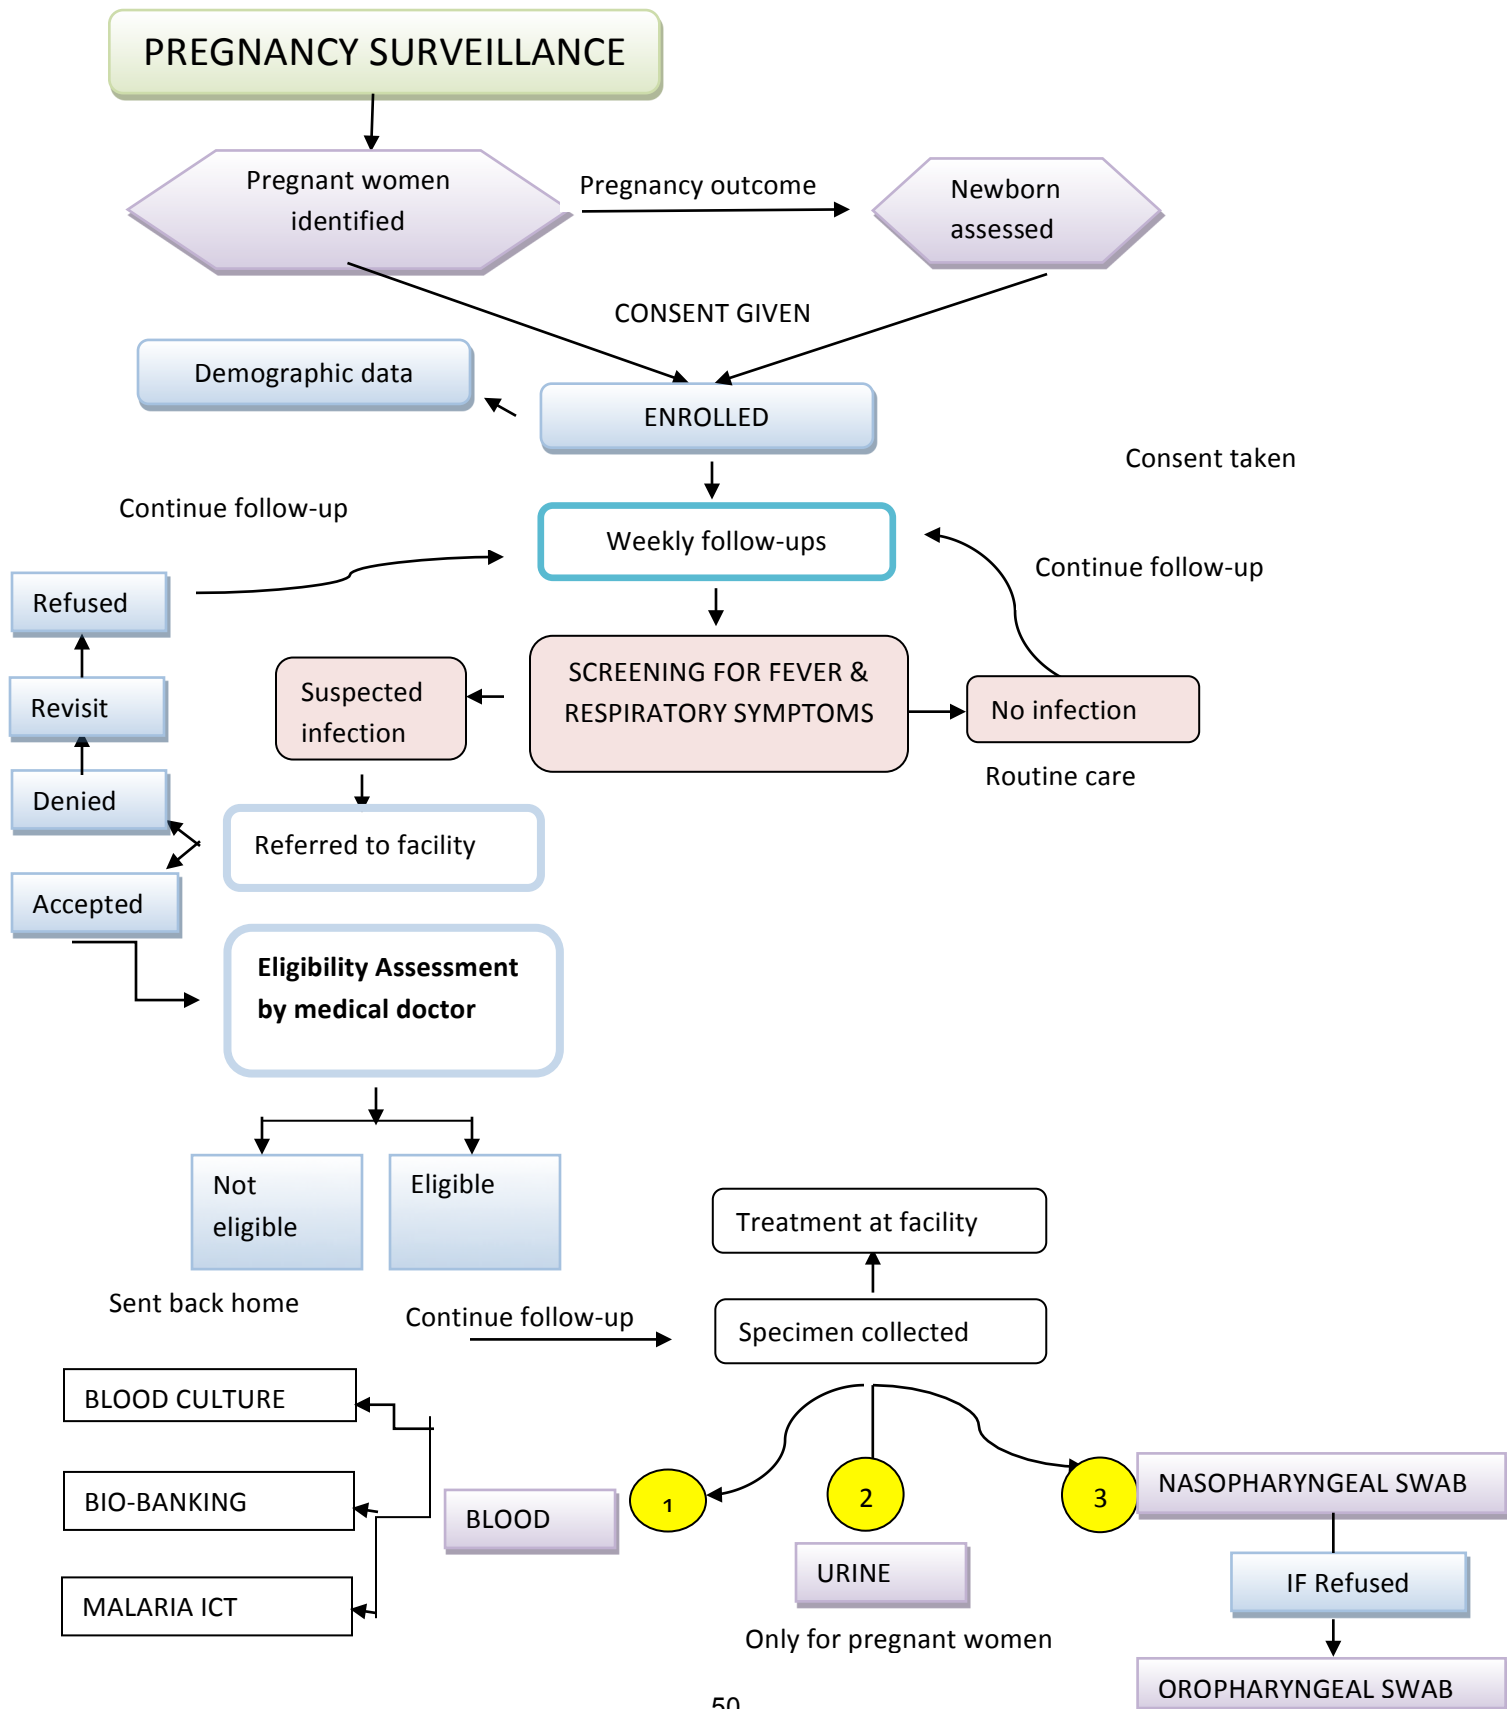 PREGNANCY SURVEILLANCE
Pregnant women
identified
Pregnancy outcome
Newborn
assessed
CONSENT GIVEN
Demographic data
ENROLLED
Consent taken
Continue follow-up
Weekly follow-ups
Continue follow-up
Refused
SCREENING FOR FEVER &
RESPIRATORY SYMPTOMS
Suspected
infection
Revisit
No infection
Routine care
Denied
Referred to facility
Accepted
Eligibility Assessment
by medical doctor
Not
eligible
Eligible
Treatment at facility
Sent back home
Continue follow-up
Specimen collected
BLOOD CULTURE
BIO-BANKING
MALARIA ICT
BLOOD
1
2
3
NASOPHARYNGEAL SWAB
URINE
IF Refused
Only for pregnant women
OROPHARYNGEAL SWAB
50